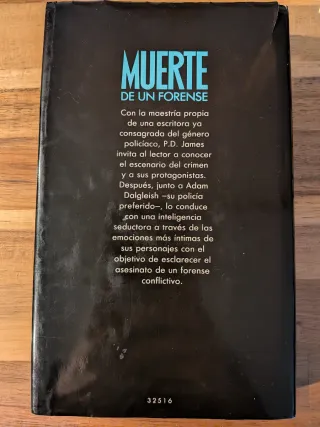 MUERTE
DE UN FORENSE
Con la maestría propia
de una escritora ya
consagrada del género
policíaco, P.D. James
invita al lector a conocer
el escenario del crimen
y a sus protagonistas.
Después, junto a Adam
Dalgleish –su policía
preferido–, lo conduce
con una inteligencia
seductora a través de las
emociones más íntimas de
sus personajes con el
objetivo de esclarecer el
asesinato de un forense
conflictivo.
32516